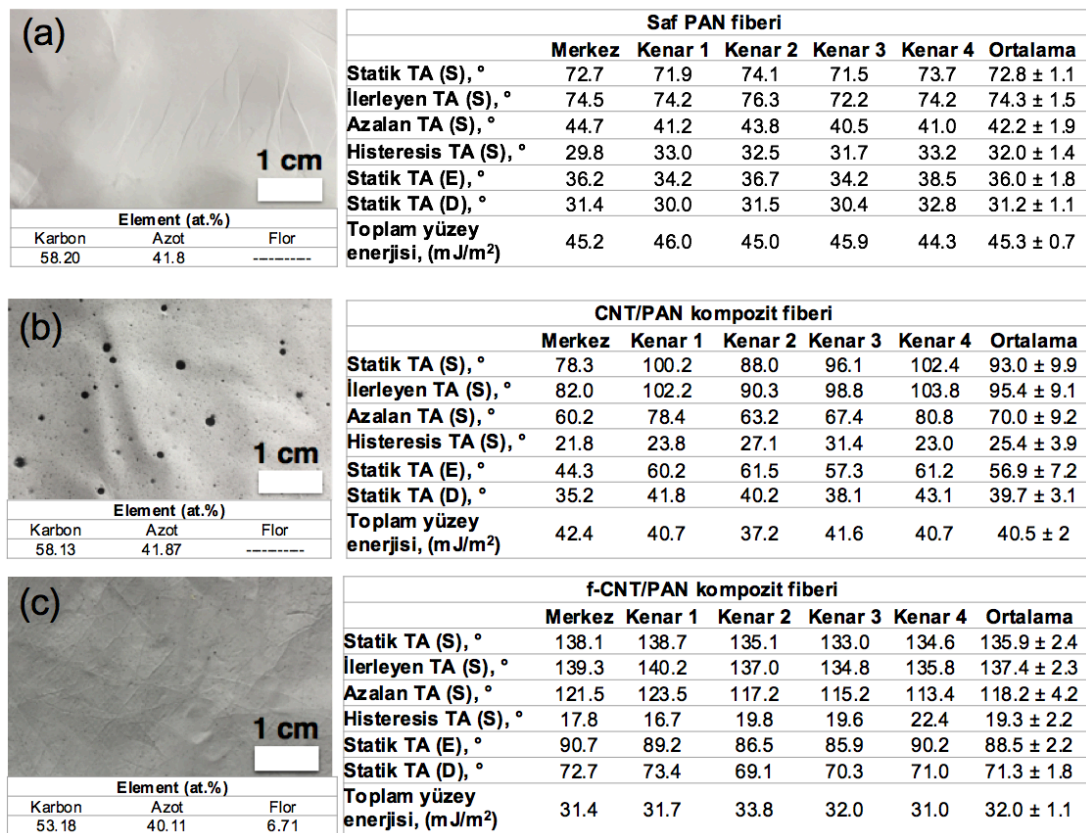 (a)
1 cm
Element (at.%)
Karbon Azot Flor
58.20 41.8 -----------
Saf PAN fiberi
Merkez Kenar 1 Kenar 2 Kenar 3 Kenar 4 Ortalama
Statik TA (S), ° 72.7 71.9 74.1 71.5 73.7 72.8 ± 1.1
İlerleyen TA (S), ° 74.5 74.2 76.3 72.2 74.2 74.3 ± 1.5
Azalan TA (S), ° 44.7 41.2 43.8 40.5 41.0 42.2 ± 1.9
Histeresis TA (S), ° 29.8 33.0 32.5 31.7 33.2 32.0 ± 1.4
Statik TA (E), ° 36.2 34.2 36.7 34.2 38.5 36.0 ± 1.8
Statik TA (D), ° 31.4 30.0 31.5 30.4 32.8 31.2 ± 1.1
Toplam yüzey
enerjisi, (mJ/m²) 45.2 46.0 45.0 45.9 44.3 45.3 ± 0.7
(b)
1 cm
Element (at.%)
Karbon Azot Flor
58.13 41.87 -----------
CNT/PAN kompozit fiberi
Merkez Kenar 1 Kenar 2 Kenar 3 Kenar 4 Ortalama
Statik TA (S), ° 78.3 100.2 88.0 96.1 102.4 93.0 ± 9.9
İlerleyen TA (S), ° 82.0 102.2 90.3 98.8 103.8 95.4 ± 9.1
Azalan TA (S), ° 60.2 78.4 63.2 67.4 80.8 70.0 ± 9.2
Histeresis TA (S), ° 21.8 23.8 27.1 31.4 23.0 25.4 ± 3.9
Statik TA (E), ° 44.3 60.2 61.5 57.3 61.2 56.9 ± 7.2
Statik TA (D), ° 35.2 41.8 40.2 38.1 43.1 39.7 ± 3.1
Toplam yüzey
enerjisi, (mJ/m²) 42.4 40.7 37.2 41.6 40.7 40.5 ± 2
(c)
1 cm
Element (at.%)
Karbon Azot Flor
53.18 40.11 6.71
f-CNT/PAN kompozit fiberi
Merkez Kenar 1 Kenar 2 Kenar 3 Kenar 4 Ortalama
Statik TA (S), ° 138.1 138.7 135.1 133.0 134.6 135.9 ± 2.4
İlerleyen TA (S), ° 139.3 140.2 137.0 134.8 135.8 137.4 ± 2.3
Azalan TA (S), ° 121.5 123.5 117.2 115.2 113.4 118.2 ± 4.2
Histeresis TA (S), ° 17.8 16.7 19.8 19.6 22.4 19.3 ± 2.2
Statik TA (E), ° 90.7 89.2 86.5 85.9 90.2 88.5 ± 2.2
Statik TA (D), ° 72.7 73.4 69.1 70.3 71.0 71.3 ± 1.8
Toplam yüzey
enerjisi, (mJ/m²) 31.4 31.7 33.8 32.0 31.0 32.0 ± 1.1